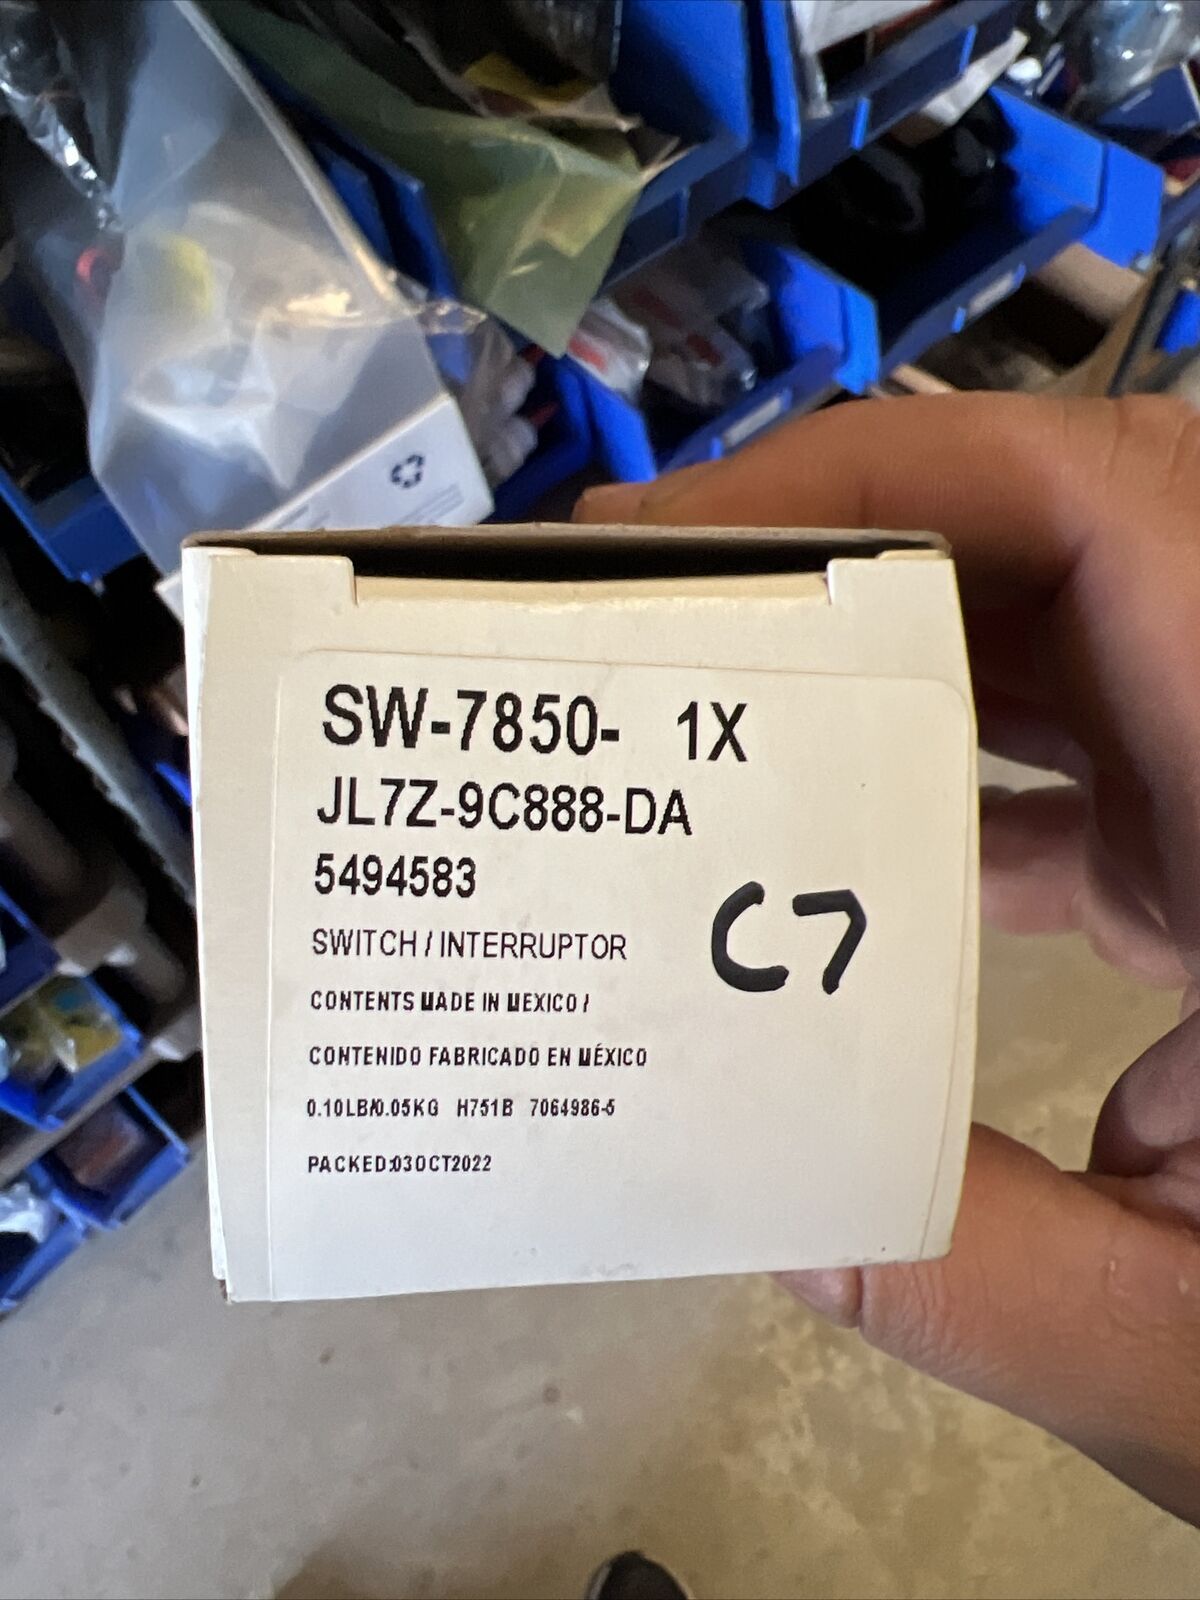 SW-7850- 1X
JL7Z-9C888-DA
5494583
SWITCH / INTERRUPTOR
C7
CONTENTS MADE IN MEXICO /
CONTENIDO FABRICADO EN MÉXICO
0.10LB/0.05KG H751B 7064986-5
PACKED:03OCT2022